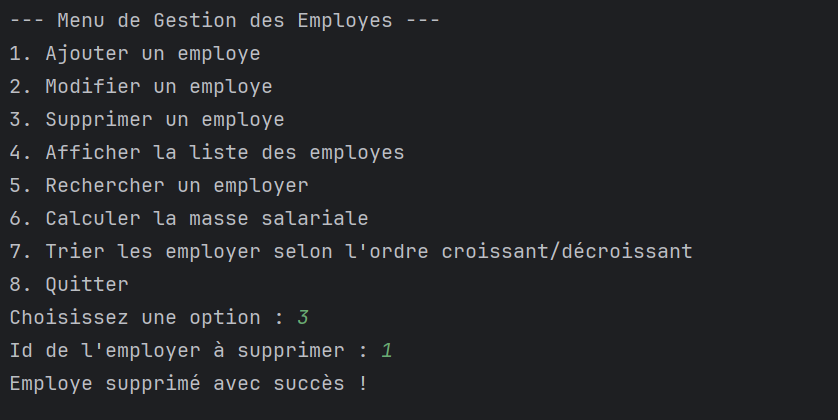 --- Menu de Gestion des Employes ---
1. Ajouter un employe
2. Modifier un employe
3. Supprimer un employe
4. Afficher la liste des employes
5. Rechercher un employer
6. Calculer la masse salariale
7. Trier les employer selon l'ordre croissant/décroissant
8. Quitter
Choisissez une option : 3
Id de l'employer à supprimer : 1
Employe supprimé avec succès !